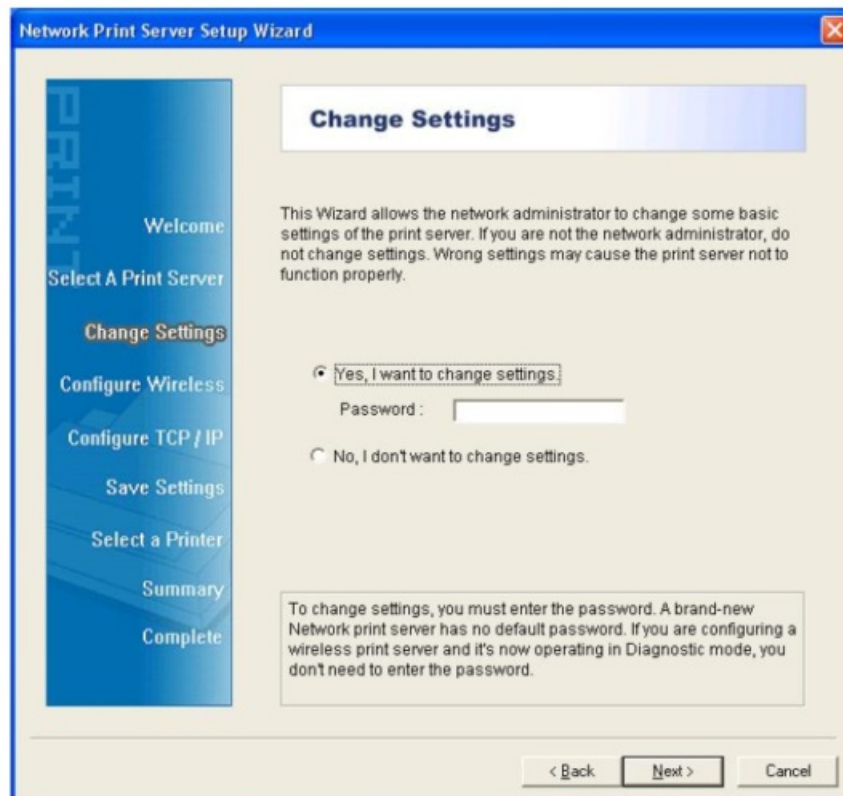 Network Print Server Setup Wizard
PRINT
Welcome
Select A Print Server
Change Settings
Configure Wireless
Configure TCP / IP
Save Settings
Select a Printer
Summary
Complete
Change Settings
This Wizard allows the network administrator to change some basic
settings of the print server. If you are not the network administrator, do
not change settings. Wrong settings may cause the print server not to
function properly.
Yes, I want to change settings.
Password :
No, I don't want to change settings.
To change settings, you must enter the password. A brand-new
Network print server has no default password. If you are configuring a
wireless print server and it's now operating in Diagnostic mode, you
don't need to enter the password.
< Back
Next >
Cancel